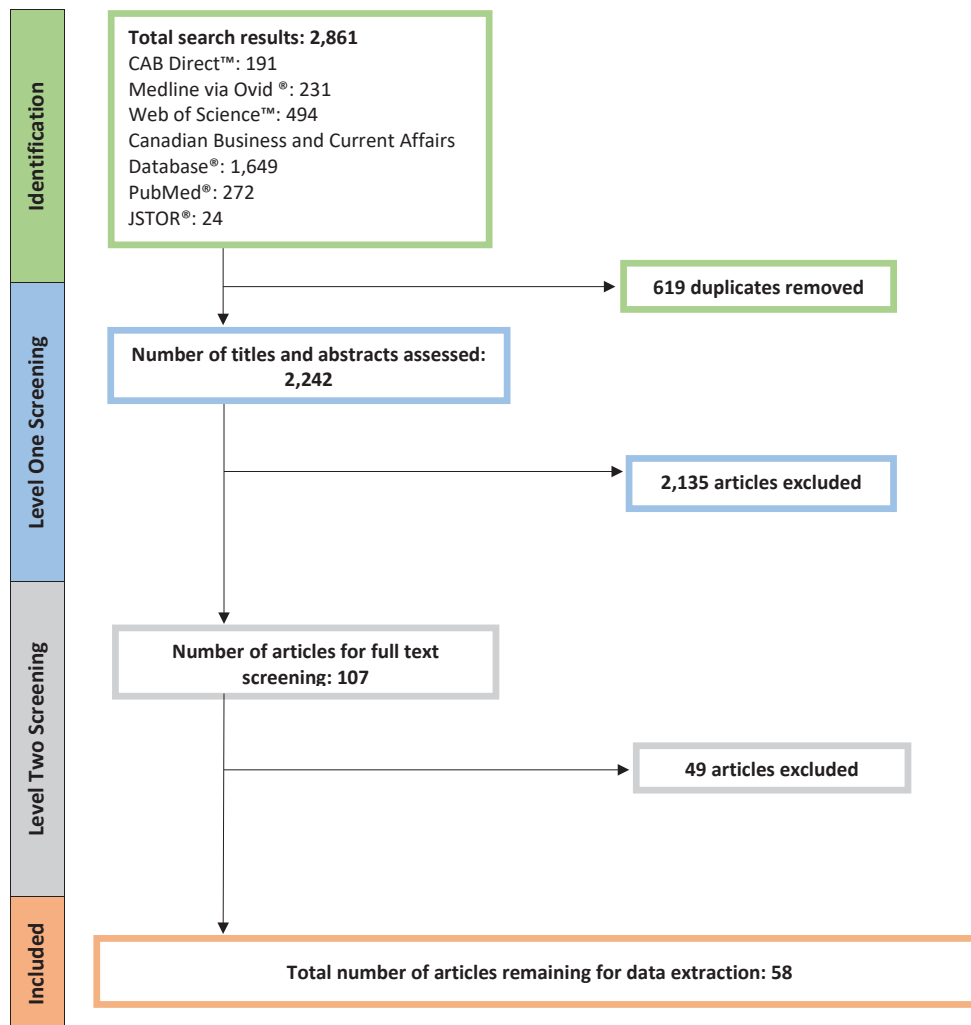 Identification
Total search results: 2,861
CAB Direct™: 191
Medline via Ovid ®: 231
Web of Science™: 494
Canadian Business and Current Affairs
Database®: 1,649
PubMed®: 272
JSTOR®: 24
619 duplicates removed
Level One Screening
Number of titles and abstracts assessed:
2,242
2,135 articles excluded
Level Two Screening
Number of articles for full text
screening: 107
49 articles excluded
Included
Total number of articles remaining for data extraction: 58